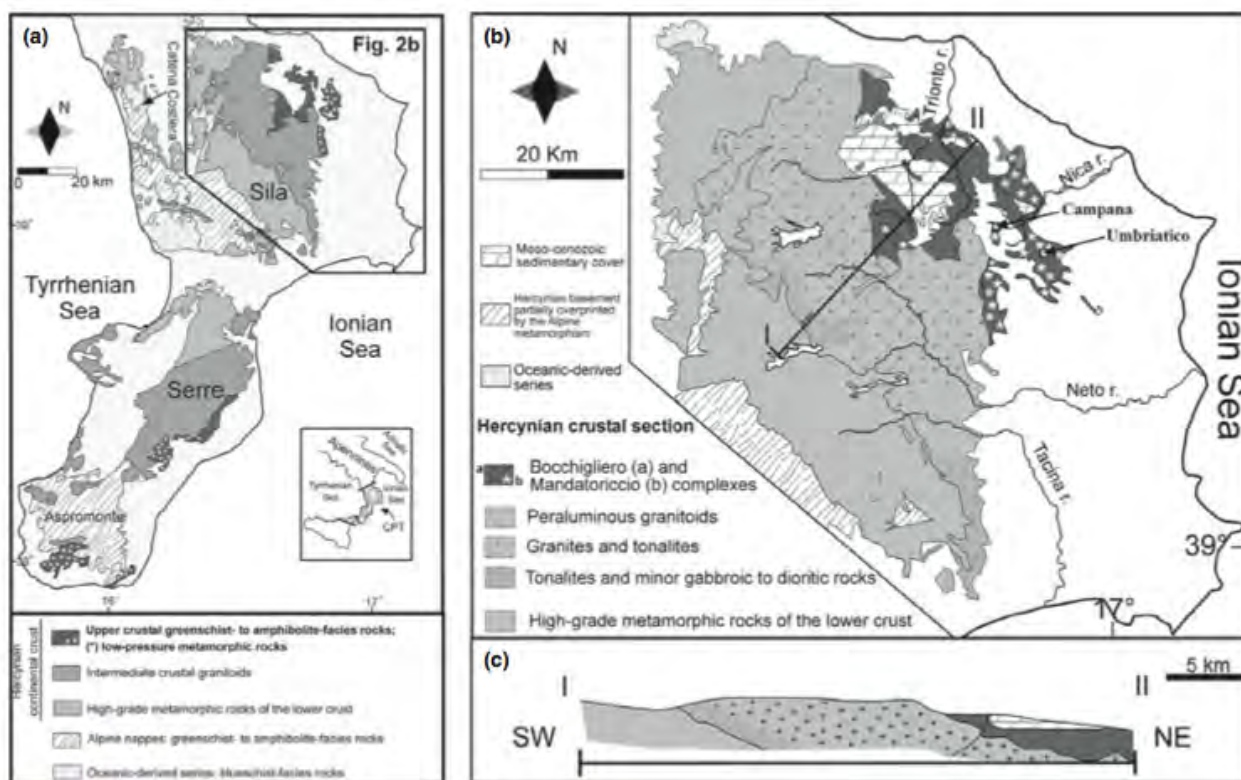 (a)
Fig. 2b
Catena Costiera
N
0 20 km
Sila
Tyrrhenian
Sea
Ionian
Sea
Serre
Aspromonte
Apennines
Tyrrhenian
Sea
CPT
16°
17°
Hercynian
continental crust
Upper crustal greenschist- to amphibolite-facies rocks;
(*) low-pressure metamorphic rocks
Intermediate crustal granitoids
High-grade metamorphic rocks of the lower crust
Alpine nappes: greenschist- to amphibolite-facies rocks
Oceanic-derived series: blueschist-facies rocks
(b)
N
20 Km
Trionto r.
II
Nica r.
Campana
Umbriatico
I
Neto r.
Tacina r.
Ionian Sea
39°
17°
Meso-cenozoic
sedimentary cover
Hercynian basement
partially overprinted
by the Alpine
metamorphism
Oceanic-derived
series
Hercynian crustal section
a
b
Bocchigliero (a) and
Mandatoriccio (b) complexes
Peraluminous granitoids
Granites and tonalites
Tonalites and minor gabbroic to dioritic rocks
High-grade metamorphic rocks of the lower crust
(c)
5 km
I
II
SW
NE